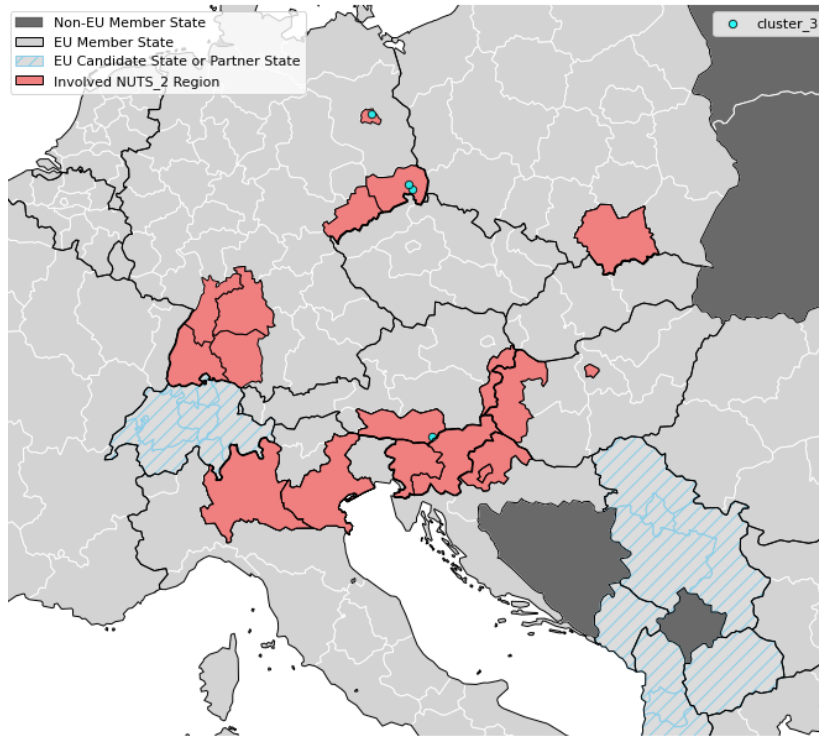 Non-EU Member State
EU Member State
EU Candidate State or Partner State
Involved NUTS_2 Region
cluster_3